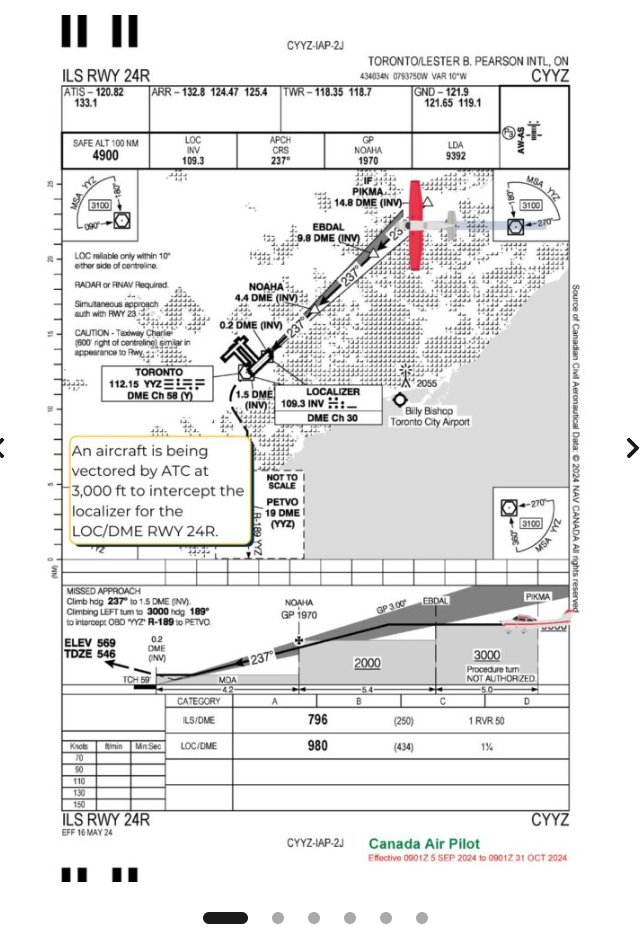 CYYZ-IAP-2J
TORONTO/LESTER B. PEARSON INTL, ON
ILS RWY 24R
434034N 0793750W VAR 10°W
CYYZ
ATIS – 120.82
133.1
ARR – 132.8 124.47 125.4
TWR – 118.35 118.7
GND – 121.9
121.65 119.1
AW-AS
SAFE ALT 100 NM
4900
LOC
INV
109.3
APCH
CRS
237°
GP
NOAHA
1970
LDA
9392
MSA YYZ
3100
090°
180°
MSA YYZ
3100
180°
270°
IF
PIKMA
14.8 DME (INV)
EBDAL
9.8 DME (INV)
237°
LOC reliable only within 10°
either side of centreline.
RADAR or RNAV Required.
Simultaneous approach
auth with RWY 23
CAUTION - Taxiway Charlie
(600' right of centreline) similar in
appearance to Rwy.
NOAHA
4.4 DME (INV)
237°
0.2 DME (INV)
TORONTO
112.15 YYZ
DME Ch 58 (Y)
1.5 DME
(INV)
LOCALIZER
109.3 INV
DME Ch 30
2055
Billy Bishop
Toronto City Airport
An aircraft is being
vectored by ATC at
3,000 ft to intercept the
localizer for the
LOC/DME RWY 24R.
NOT TO
SCALE
PETVO
19 DME
(YYZ)
R-189 YYZ
270°
3100
360°
MSA YYZ
25
20
15
10
5
0
(NM)
Source of Canadian Civil Aeronautical Data: © 2024 NAV CANADA All rights reserved
MISSED APPROACH
Climb hdg 237° to 1.5 DME (INV).
Climbing LEFT turn to 3000 hdg 189°
to intercept OBD "YYZ" R-189 to PETVO.
ELEV 569
TDZE 546
0.2
DME
(INV)
TCH 59'
NOAHA
GP 1970
GP 3.00°
EBDAL
PIKMA
237°
MDA
2000
3000
Procedure turn
NOT AUTHORIZED.
4.2
5.4
5.0
CATEGORY
A
B
C
D
ILS/DME
796
(250)
1 RVR 50
LOC/DME
980
(434)
1¼
Knots
ft/min
Min:Sec
70
90
110
130
150
ILS RWY 24R
EFF 16 MAY 24
CYYZ
CYYZ-IAP-2J
Canada Air Pilot
Effective 0901Z 5 SEP 2024 to 0901Z 31 OCT 2024